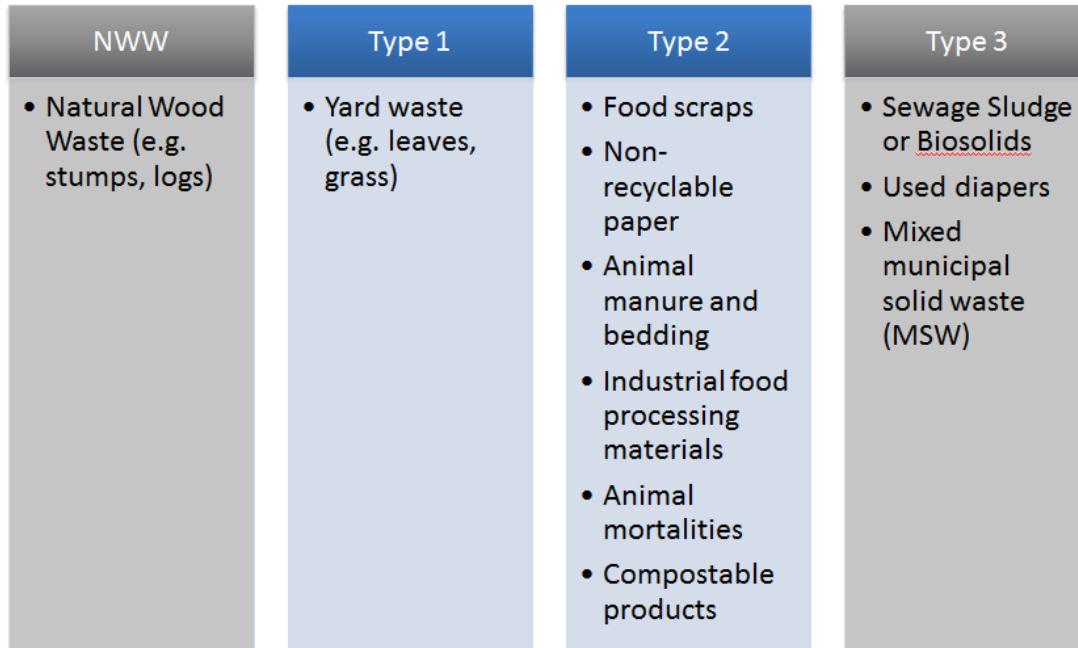 NWW
• Natural Wood
Waste (e.g.
stumps, logs)
Type 1
• Yard waste
(e.g. leaves,
grass)
Type 2
• Food scraps
• Non-
recyclable
paper
• Animal
manure and
bedding
• Industrial food
processing
materials
• Animal
mortalities
• Compostable
products
Type 3
• Sewage Sludge
or Biosolids
• Used diapers
• Mixed
municipal
solid waste
(MSW)